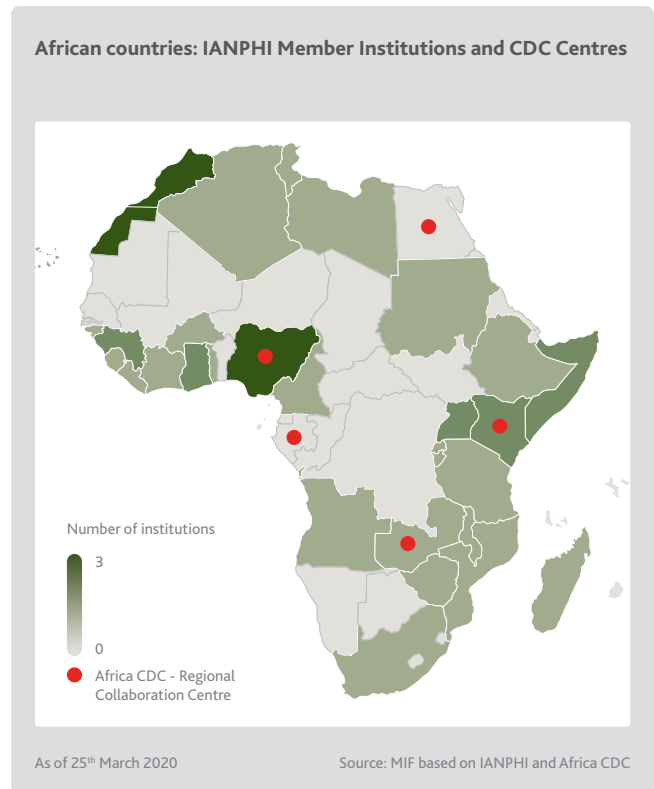 African countries: IANPHI Member Institutions and CDC Centres
Number of institutions
3
0
Africa CDC - Regional
Collaboration Centre
As of 25th March 2020
Source: MIF based on IANPHI and Africa CDC